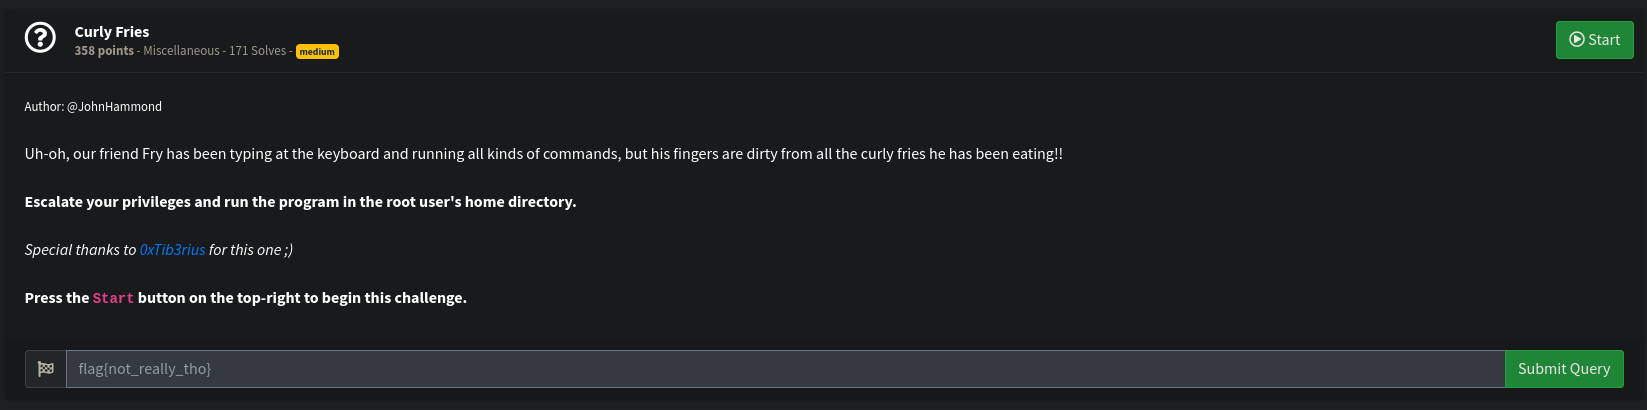 Curly Fries
358 points - Miscellaneous - 171 Solves - medium
Start
Author: @JohnHammond
Uh-oh, our friend Fry has been typing at the keyboard and running all kinds of commands, but his fingers are dirty from all the curly fries he has been eating!!
Escalate your privileges and run the program in the root user's home directory.
Special thanks to 0xTib3rius for this one ;)
Press the Start button on the top-right to begin this challenge.
flag{not_really_tho}
Submit Query